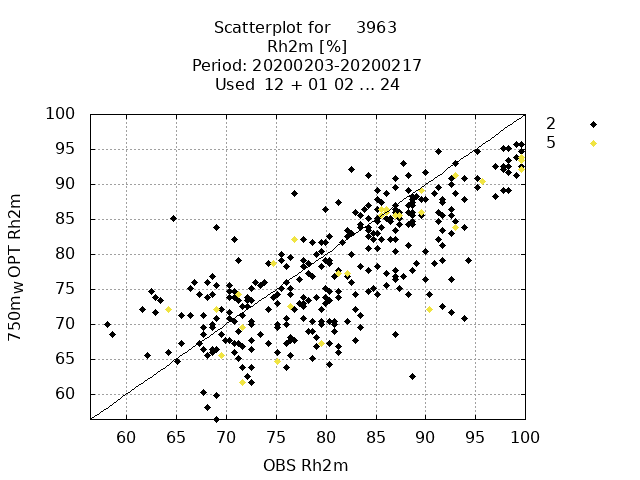 Scatterplot for 3963
Rh2m [%]
Period: 20200203-20200217
Used 12 + 01 02 ... 24
2
5
100
95
90
85
80
75
70
65
60
750mw OPT Rh2m
60 65 70 75 80 85 90 95 100
OBS Rh2m